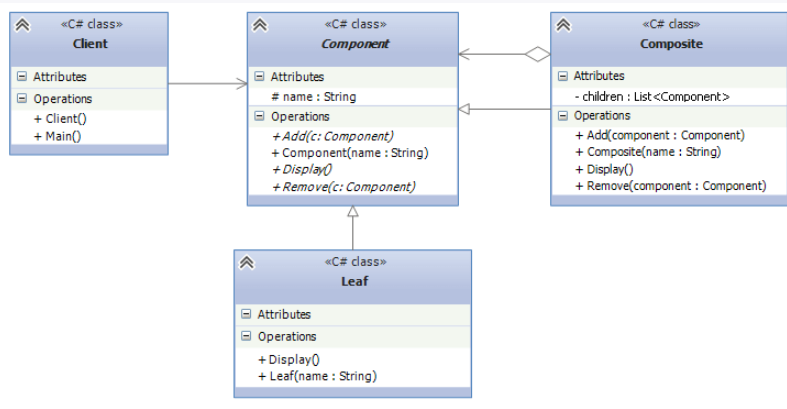 «C# class»
Client
Attributes
Operations
+ Client()
+ Main()
«C# class»
Component
Attributes
# name : String
Operations
+ Add(c: Component)
+ Component(name : String)
+ Display()
+ Remove(c: Component)
«C# class»
Composite
Attributes
- children : List<Component>
Operations
+ Add(component : Component)
+ Composite(name : String)
+ Display()
+ Remove(component : Component)
«C# class»
Leaf
Attributes
Operations
+ Display()
+ Leaf(name : String)